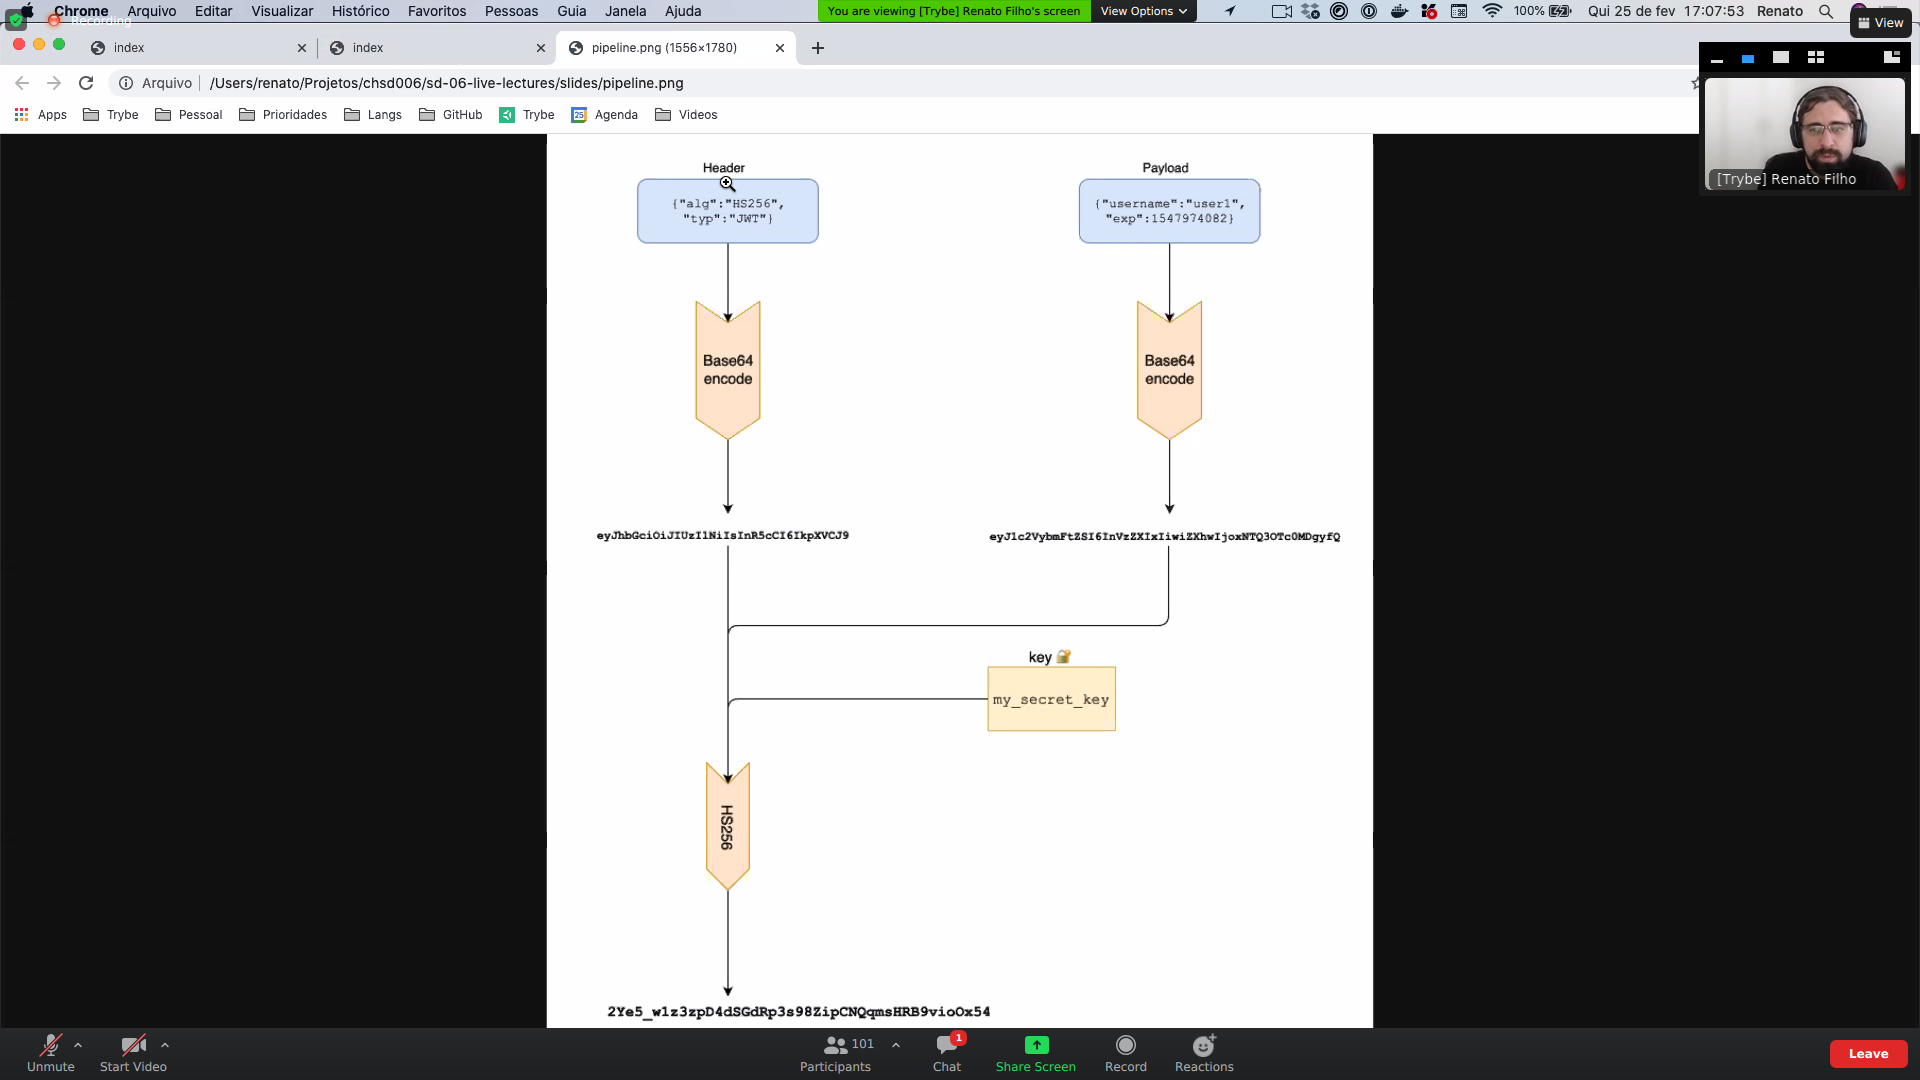 Chrome Arquivo Editar Visualizar Histórico Favoritos Pessoas Guia Janela Ajuda
Recording
You are viewing [Trybe] Renato Filho's screen View Options
100% Qui 25 de fev 17:07:53 Renato
View
index
index
pipeline.png (1556×1780)
Arquivo /Users/renato/Projetos/chsd006/sd-06-live-lectures/slides/pipeline.png
Apps Trybe Pessoal Prioridades Langs GitHub Trybe Agenda Videos
[Trybe] Renato Filho
Header
Payload
{"alg":"HS256",
"typ":"JWT"}
{"username":"user1",
"exp":1547974082}
Base64
encode
Base64
encode
eyJhbGciOiJIUzI1NiIsInR5cCI6IkpXVCJ9
eyJ1c2VybmFtZSI6InVzZXIxIiwiZXhwIjoxNTQ3OTc0MDgyfQ
key
my_secret_key
HS256
2Ye5_w1z3zpD4dSGdRp3s98ZipCNQqmsHRB9vioOx54
Unmute
Start Video
101
Participants
1
Chat
Share Screen
Record
Reactions
Leave